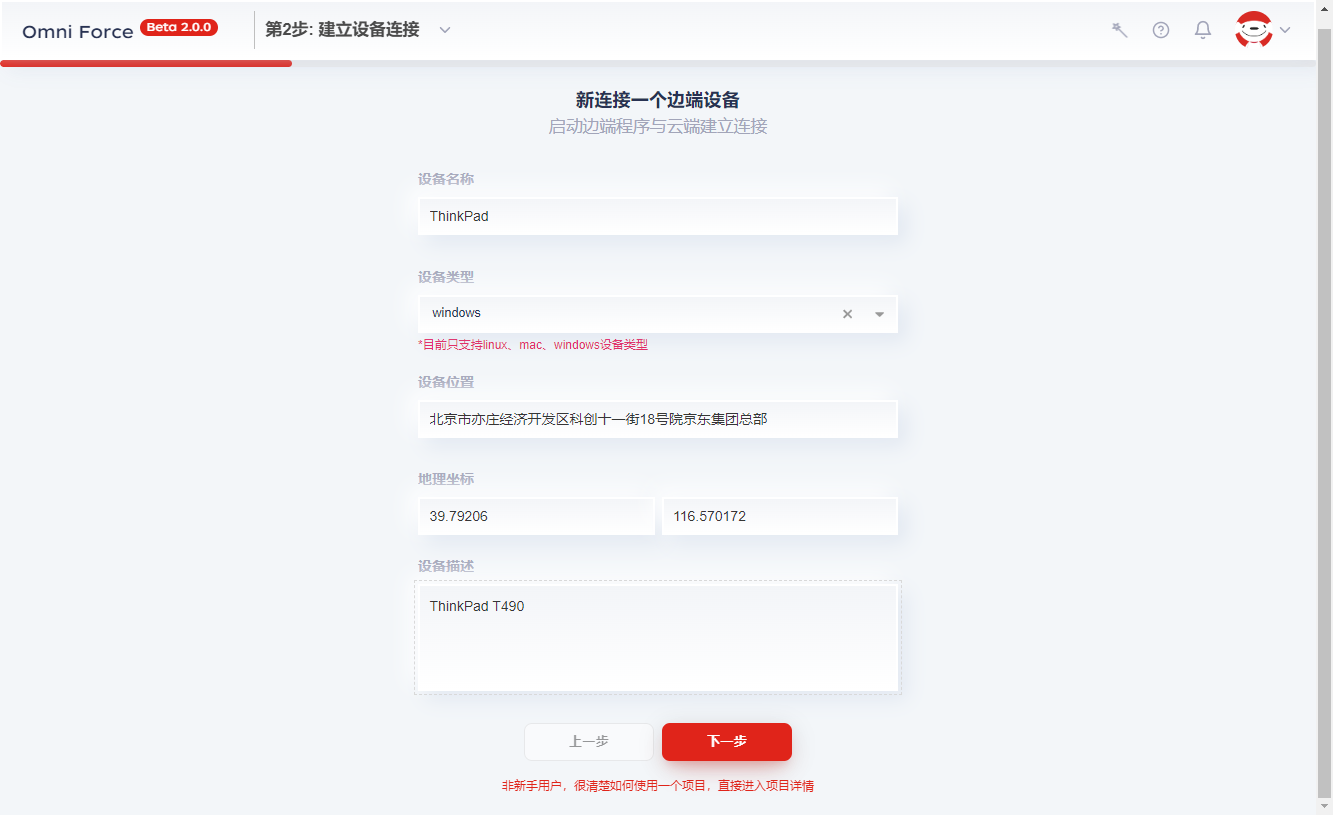 Omni Force Beta 2.0.0 第2步: 建立设备连接
新连接一个边端设备
启动边端程序与云端建立连接
设备名称
ThinkPad
设备类型
windows
*目前只支持linux、mac、windows设备类型
设备位置
北京市亦庄经济开发区科创十一街18号院京东集团总部
地理坐标
39.79206 116.570172
设备描述
ThinkPad T490
上一步 下一步
非新手用户，很清楚如何使用一个项目，直接进入项目详情